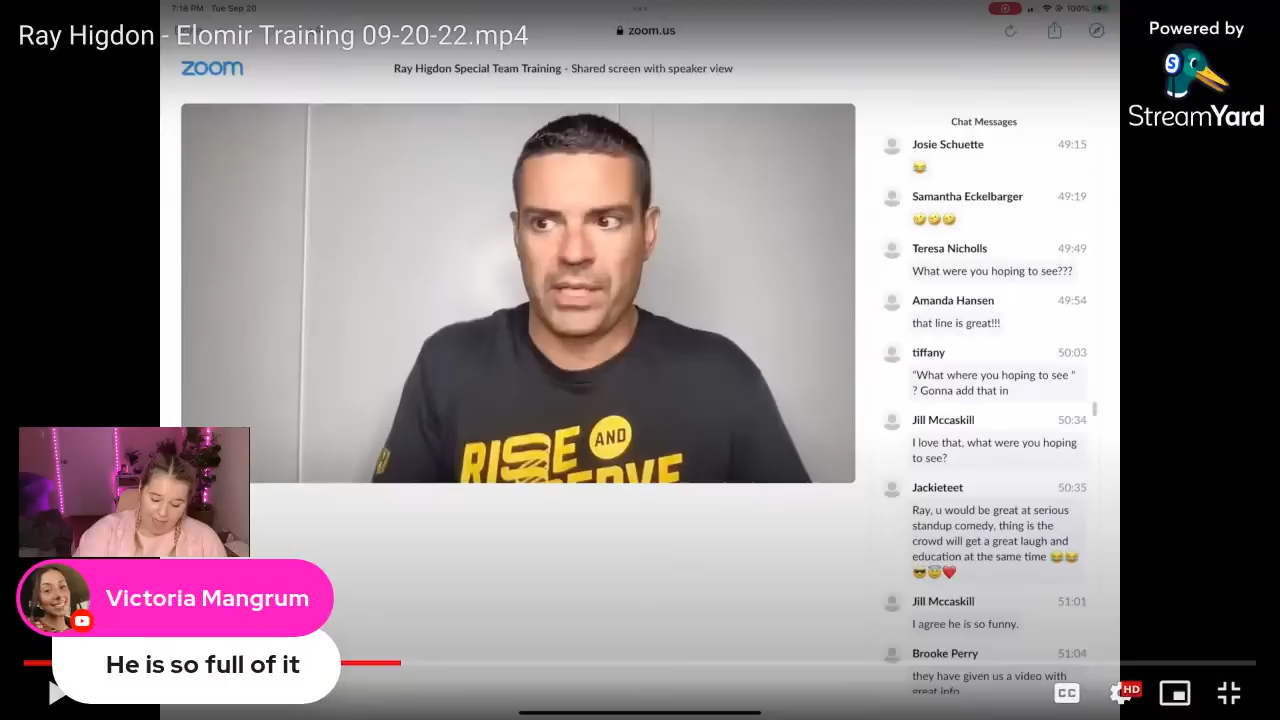 7:18 PM Tue Sep 20
100%
Ray Higdon - Elomir Training 09-20-22.mp4
zoom.us
Powered by
StreamYard
zoom
Ray Higdon Special Team Training - Shared screen with speaker view
Chat Messages
Josie Schuette 49:15
😂
Samantha Eckelbarger 49:19
🤣🤣🤣
Teresa Nicholls 49:49
What were you hoping to see???
Amanda Hansen 49:54
that line is great!!!
tiffany 50:03
“What where you hoping to see “
? Gonna add that in
Jill Mccaskill 50:34
I love that, what were you hoping
to see?
Jackieteet 50:35
Ray, u would be great at serious
standup comedy, thing is the
crowd will get a great laugh and
education at the same time 😂😂
😎😇❤️
Jill Mccaskill 51:01
I agree he is so funny.
Brooke Perry 51:04
they have given us a video with
great info
RISE AND
SERVE
Victoria Mangrum
He is so full of it
CC
HD